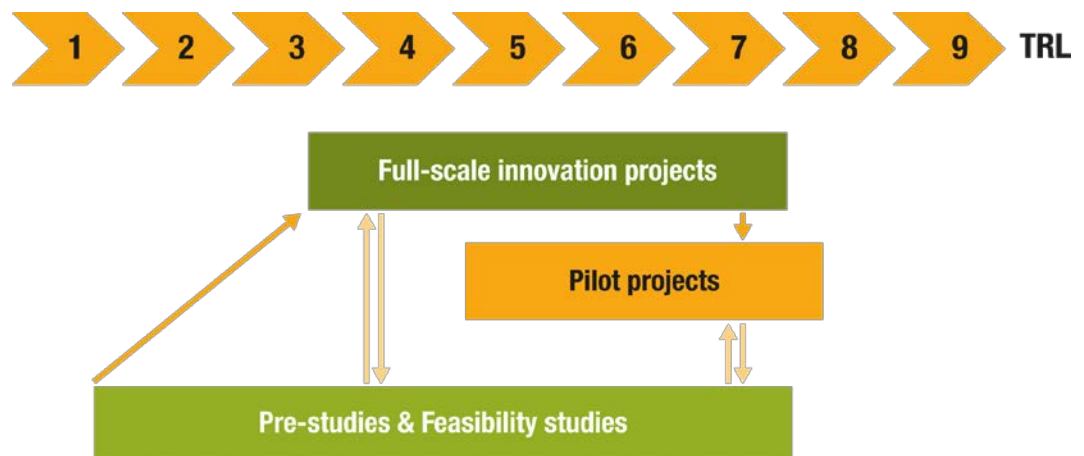 1 2 3 4 5 6 7 8 9 TRL
Full-scale innovation projects
Pilot projects
Pre-studies & Feasibility studies